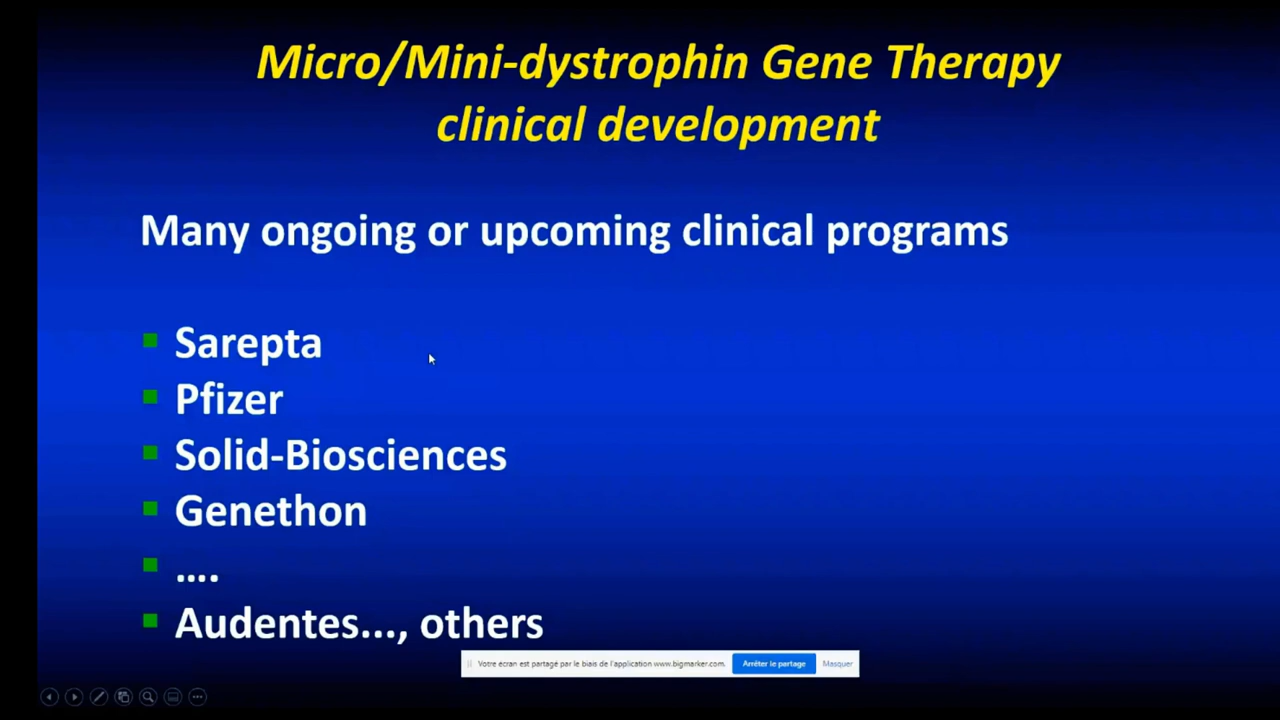 Micro/Mini-dystrophin Gene Therapy
clinical development
Many ongoing or upcoming clinical programs
Sarepta
Pfizer
Solid-Biosciences
Genethon
....
Audentes..., others
Votre écran est partagé par le biais de l'application www.bigmarker.com. Arrêter le partage Masquer